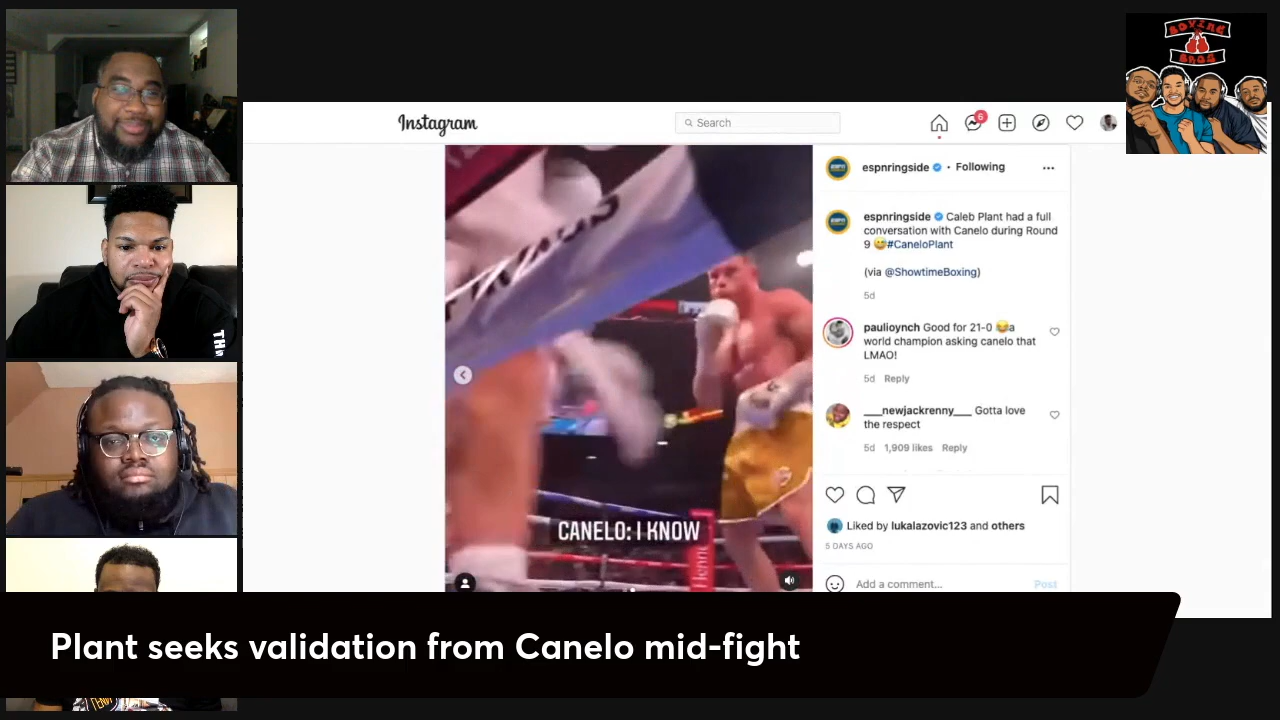 BOXING
BROS
Instagram
Search
6
espnringside • Following
espnringside Caleb Plant had a full
conversation with Canelo during Round
9 😅#CaneloPlant
(via @ShowtimeBoxing)
5d
paulioynch Good for 21-0 😂a
world champion asking canelo that
LMAO!
5d Reply
___newjackrenny___ Gotta love
the respect
5d 1,909 likes Reply
CANELO: I KNOW
Liked by lukalazovic123 and others
5 DAYS AGO
Add a comment... Post
Plant seeks validation from Canelo mid-fight